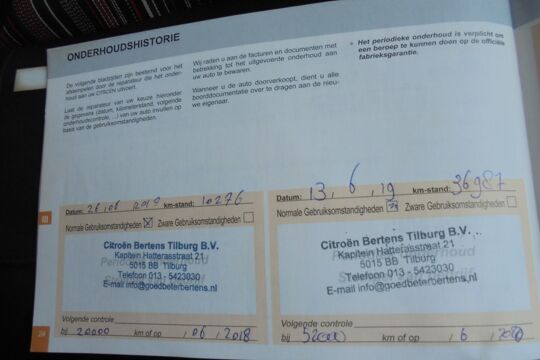 ONDERHOUDSHISTORIE
De volgende bladzijden zijn bestemd voor het
afstempelen door de reparateur die het onder-
houd aan uw CITROËN uitvoert.
Laat de reparateur van uw keuze hieronder
de gegevens (datum, kilometerstand, volgende
onderhoudscontrole, ...) van uw auto invullen op
basis van de gebruiksomstandigheden.
Wij raden u aan de facturen en documenten met
betrekking tot het uitgevoerde onderhoud aan
uw auto te bewaren.
Wanneer u de auto doorverkoopt, dient u alle
boorddocumentatie over te dragen aan de nieu-
we eigenaar.
• Het periodieke onderhoud is verplicht om
een beroep te kunnen doen op de officiële
fabrieksgarantie.
III
Datum: km-stand: 10276
Normale Gebruiksomstandigheden Zware Gebruiksomstandigheden
Citroën Bertens Tilburg B.V.
Kapitein Hatterasstraat 21
5015 BB Tilburg
Telefoon 013 - 5423030
E-mail info@goedbeterbertens.nl
Volgende controle
bij 20000 km of op , 06 , 2018
Datum: 13, 6 , 19 km-stand: 36987
Normale Gebruiksomstandigheden Zware Gebruiksomstandigheden
Citroën Bertens Tilburg B.V.
Kapitein Hatterasstraat 21
5015 BB Tilburg
Telefoon 013 - 5423030
E-mail info@goedbeterbertens.nl
Volgende controle
bij 52000 km of op , 6 , 2020
24